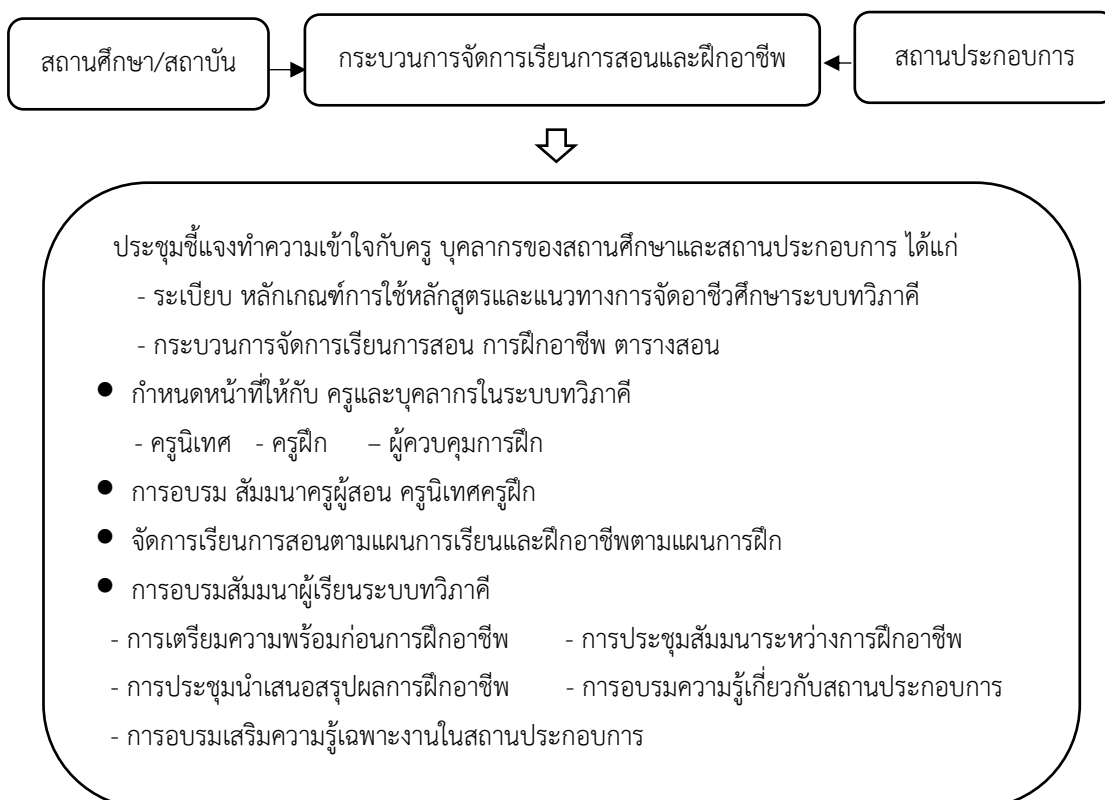 สถานศึกษา/สถาบัน
กระบวนการจัดการเรียนการสอนและฝึกอาชีพ
สถานประกอบการ
ประชุมชี้แจงทำความเข้าใจกับครู บุคลากรของสถานศึกษาและสถานประกอบการ ได้แก่
- ระเบียบ หลักเกณฑ์การใช้หลักสูตรและแนวทางการจัดอาชีวศึกษาระบบทวิภาคี
- กระบวนการจัดการเรียนการสอน การฝึกอาชีพ ตารางสอน
● กำหนดหน้าที่ให้กับ ครูและบุคลากรในระบบทวิภาคี
- ครูนิเทศ - ครูฝึก – ผู้ควบคุมการฝึก
● การอบรม สัมมนาครูผู้สอน ครูนิเทศครูฝึก
● จัดการเรียนการสอนตามแผนการเรียนและฝึกอาชีพตามแผนการฝึก
● การอบรมสัมมนาผู้เรียนระบบทวิภาคี
- การเตรียมความพร้อมก่อนการฝึกอาชีพ - การประชุมสัมมนาระหว่างการฝึกอาชีพ
- การประชุมนำเสนอสรุปผลการฝึกอาชีพ - การอบรมความรู้เกี่ยวกับสถานประกอบการ
- การอบรมเสริมความรู้เฉพาะงานในสถานประกอบการ